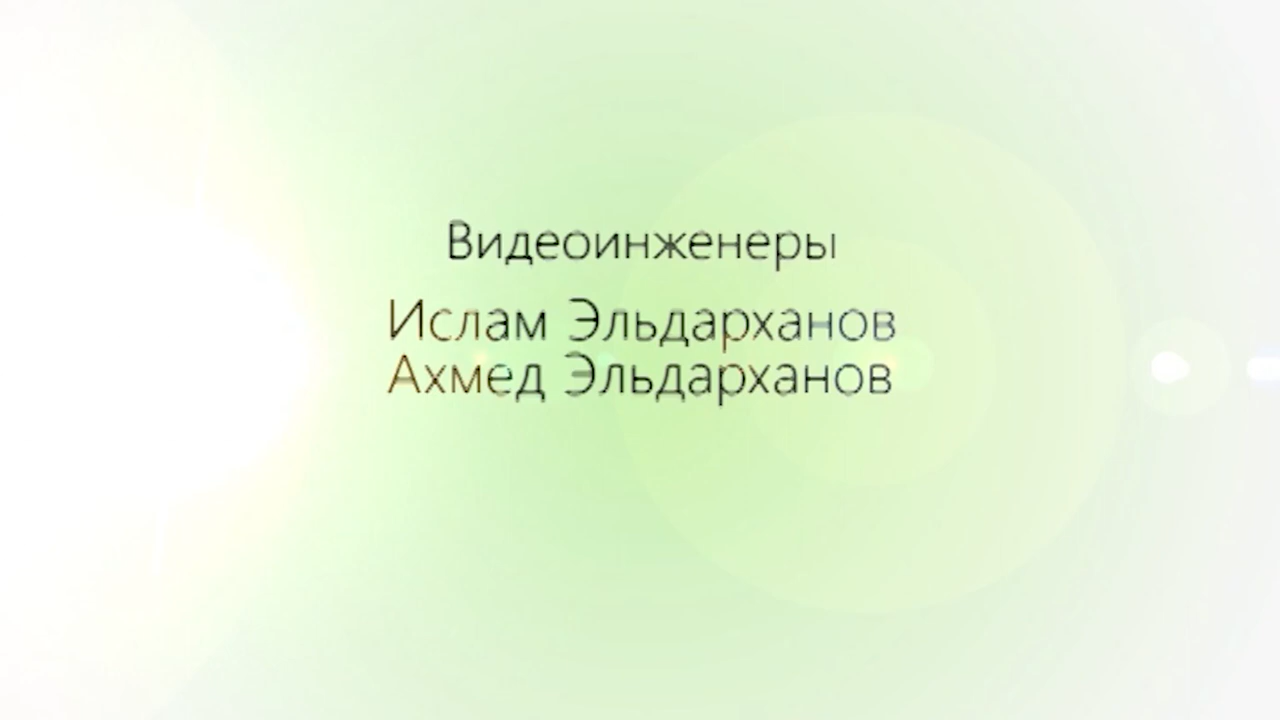 Видеоинженеры
Ислам Эльдарханов
Ахмед Эльдарханов